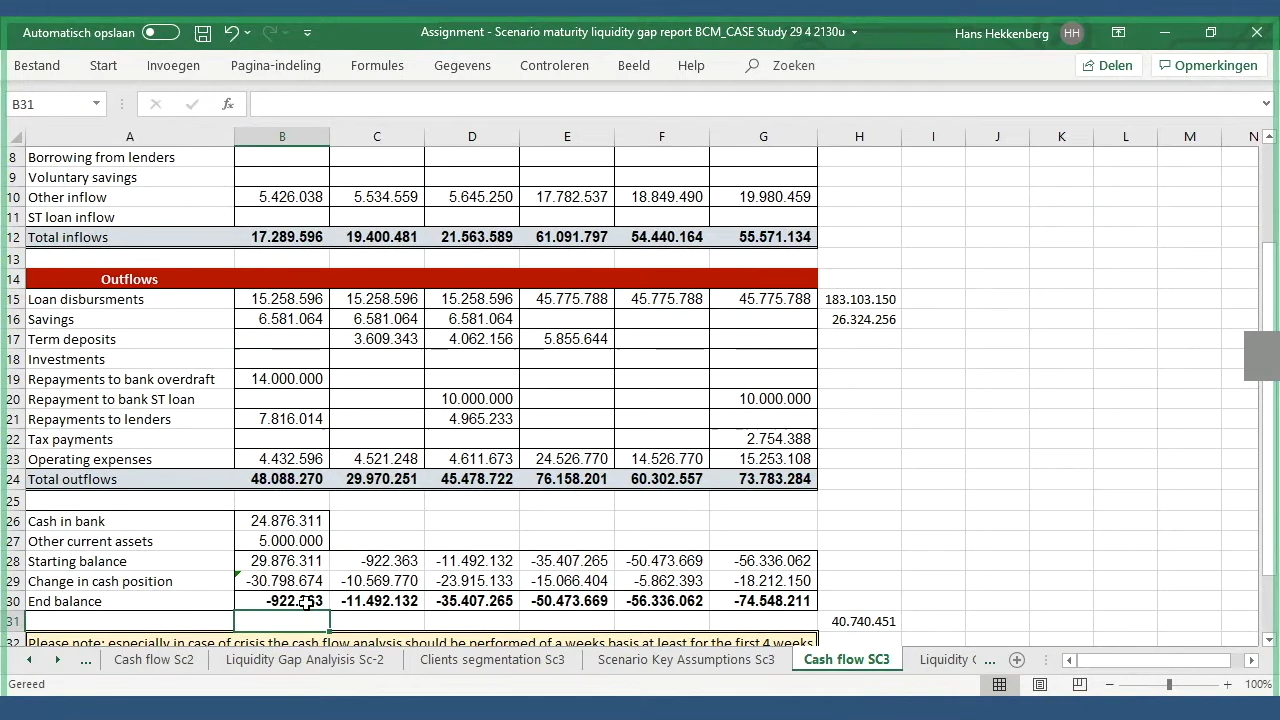 Automatisch opslaan Assignment - Scenario maturity liquidity gap report BCM_CASE Study 29 4 2130u Hans Hekkenberg HH
Bestand Start Invoegen Pagina-indeling Formules Gegevens Controleren Beeld Help Zoeken Delen Opmerkingen
B31 fx
A B C D E F G H I J K L M N
8 Borrowing from lenders
9 Voluntary savings
10 Other inflow 5.426.038 5.534.559 5.645.250 17.782.537 18.849.490 19.980.459
11 ST loan inflow
12 Total inflows 17.289.596 19.400.481 21.563.589 61.091.797 54.440.164 55.571.134
13
14 Outflows
15 Loan disbursments 15.258.596 15.258.596 15.258.596 45.775.788 45.775.788 45.775.788 183.103.150
16 Savings 6.581.064 6.581.064 6.581.064 26.324.256
17 Term deposits 3.609.343 4.062.156 5.855.644
18 Investments
19 Repayments to bank overdraft 14.000.000
20 Repayment to bank ST loan 10.000.000 10.000.000
21 Repayments to lenders 7.816.014 4.965.233
22 Tax payments 2.754.388
23 Operating expenses 4.432.596 4.521.248 4.611.673 24.526.770 14.526.770 15.253.108
24 Total outflows 48.088.270 29.970.251 45.478.722 76.158.201 60.302.557 73.783.284
25
26 Cash in bank 24.876.311
27 Other current assets 5.000.000
28 Starting balance 29.876.311 -922.363 -11.492.132 -35.407.265 -50.473.669 -56.336.062
29 Change in cash position -30.798.674 -10.569.770 -23.915.133 -15.066.404 -5.862.393 -18.212.150
30 End balance -11.492.132 -35.407.265 -50.473.669 -56.336.062 -74.548.211
31 40.740.451
32 Please note: especially in case of crisis the cash flow analysis should be performed of a weeks basis at least for the first 4 weeks
... Cash flow Sc2 Liquidity Gap Analyisis Sc-2 Clients segmentation Sc3 Scenario Key Assumptions Sc3 Cash flow SC3 Liquidity ...
Gereed 100%